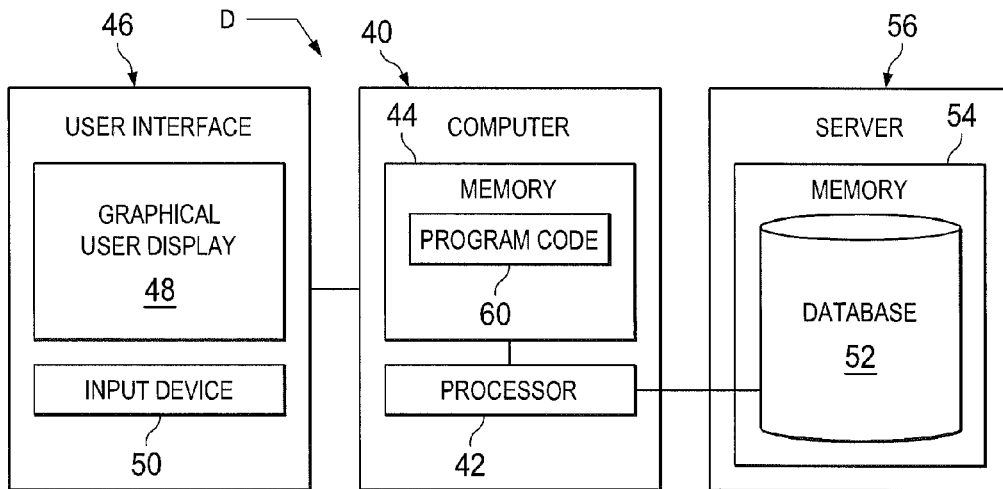 D
46
40
56
USER INTERFACE
GRAPHICAL
USER DISPLAY
48
INPUT DEVICE
50
COMPUTER
44
MEMORY
PROGRAM CODE
60
PROCESSOR
42
SERVER
54
MEMORY
DATABASE
52